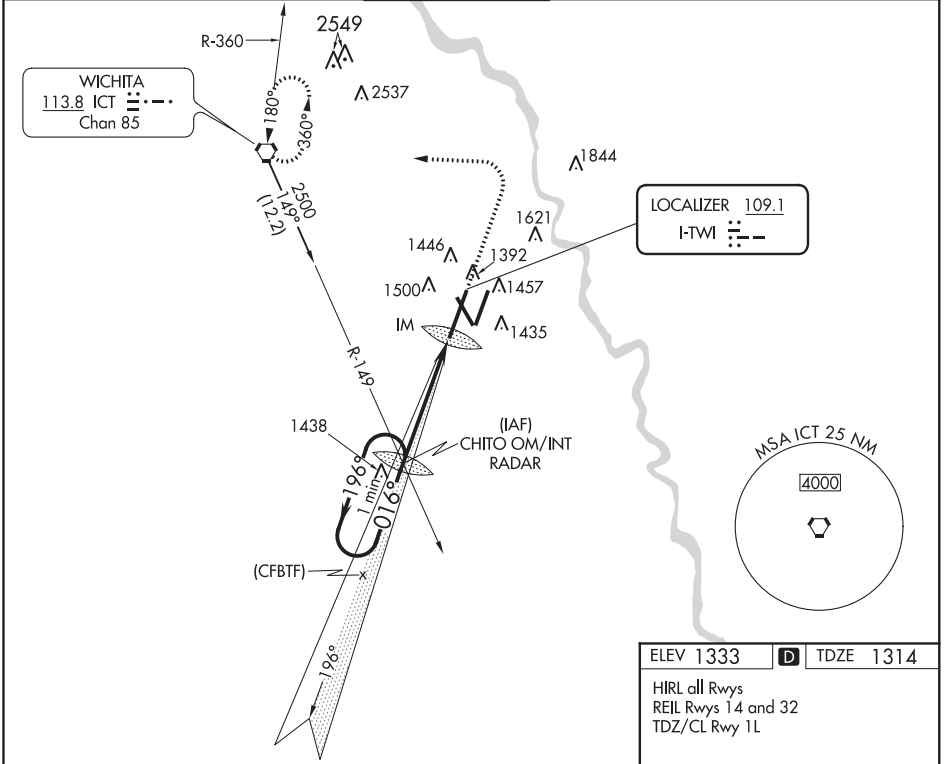 R-360
2549
2537
WICHITA
113.8 ICT
Chan 85
180°
360°
2500
149°
(12.2)
1844
LOCALIZER 109.1
I-TWI
1621
1446
1392
1500
1457
IM
1435
R-149
1438
(IAF)
CHITO OM/INT
RADAR
196°
1 min
016°
(CFBTF)
196°
MSA ICT 25 NM
4000
ELEV 1333 D TDZE 1314
HIRL all Rwys
REIL Rwys 14 and 32
TDZ/CL Rwy 1L